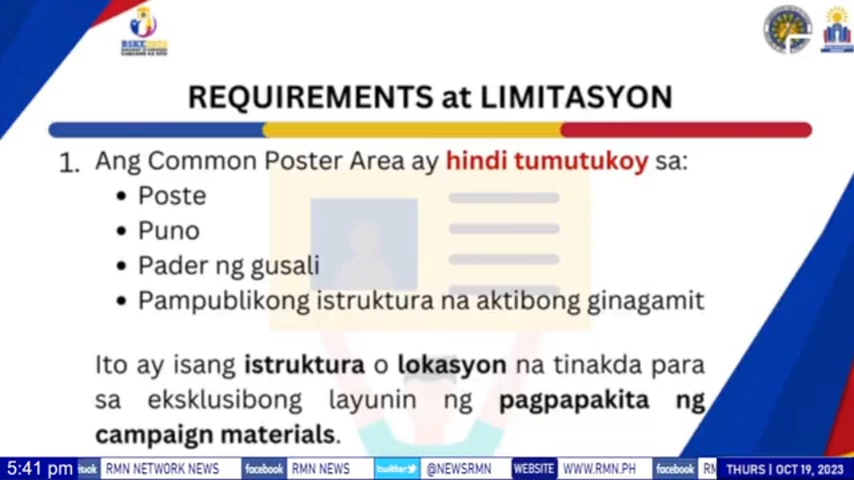 BSKE2023
REQUIREMENTS at LIMITASYON
1. Ang Common Poster Area ay hindi tumutukoy sa:
• Poste
• Puno
• Pader ng gusali
• Pampublikong istruktura na aktibong ginagamit
Ito ay isang istruktura o lokasyon na tinakda para
sa eksklusibong layunin ng pagpapakita ng
campaign materials.
5:41 pm facebook RMN NETWORK NEWS facebook RMN NEWS twitter @NEWSRMN WEBSITE WWW.RMN.PH facebook THURS | OCT 19, 2023